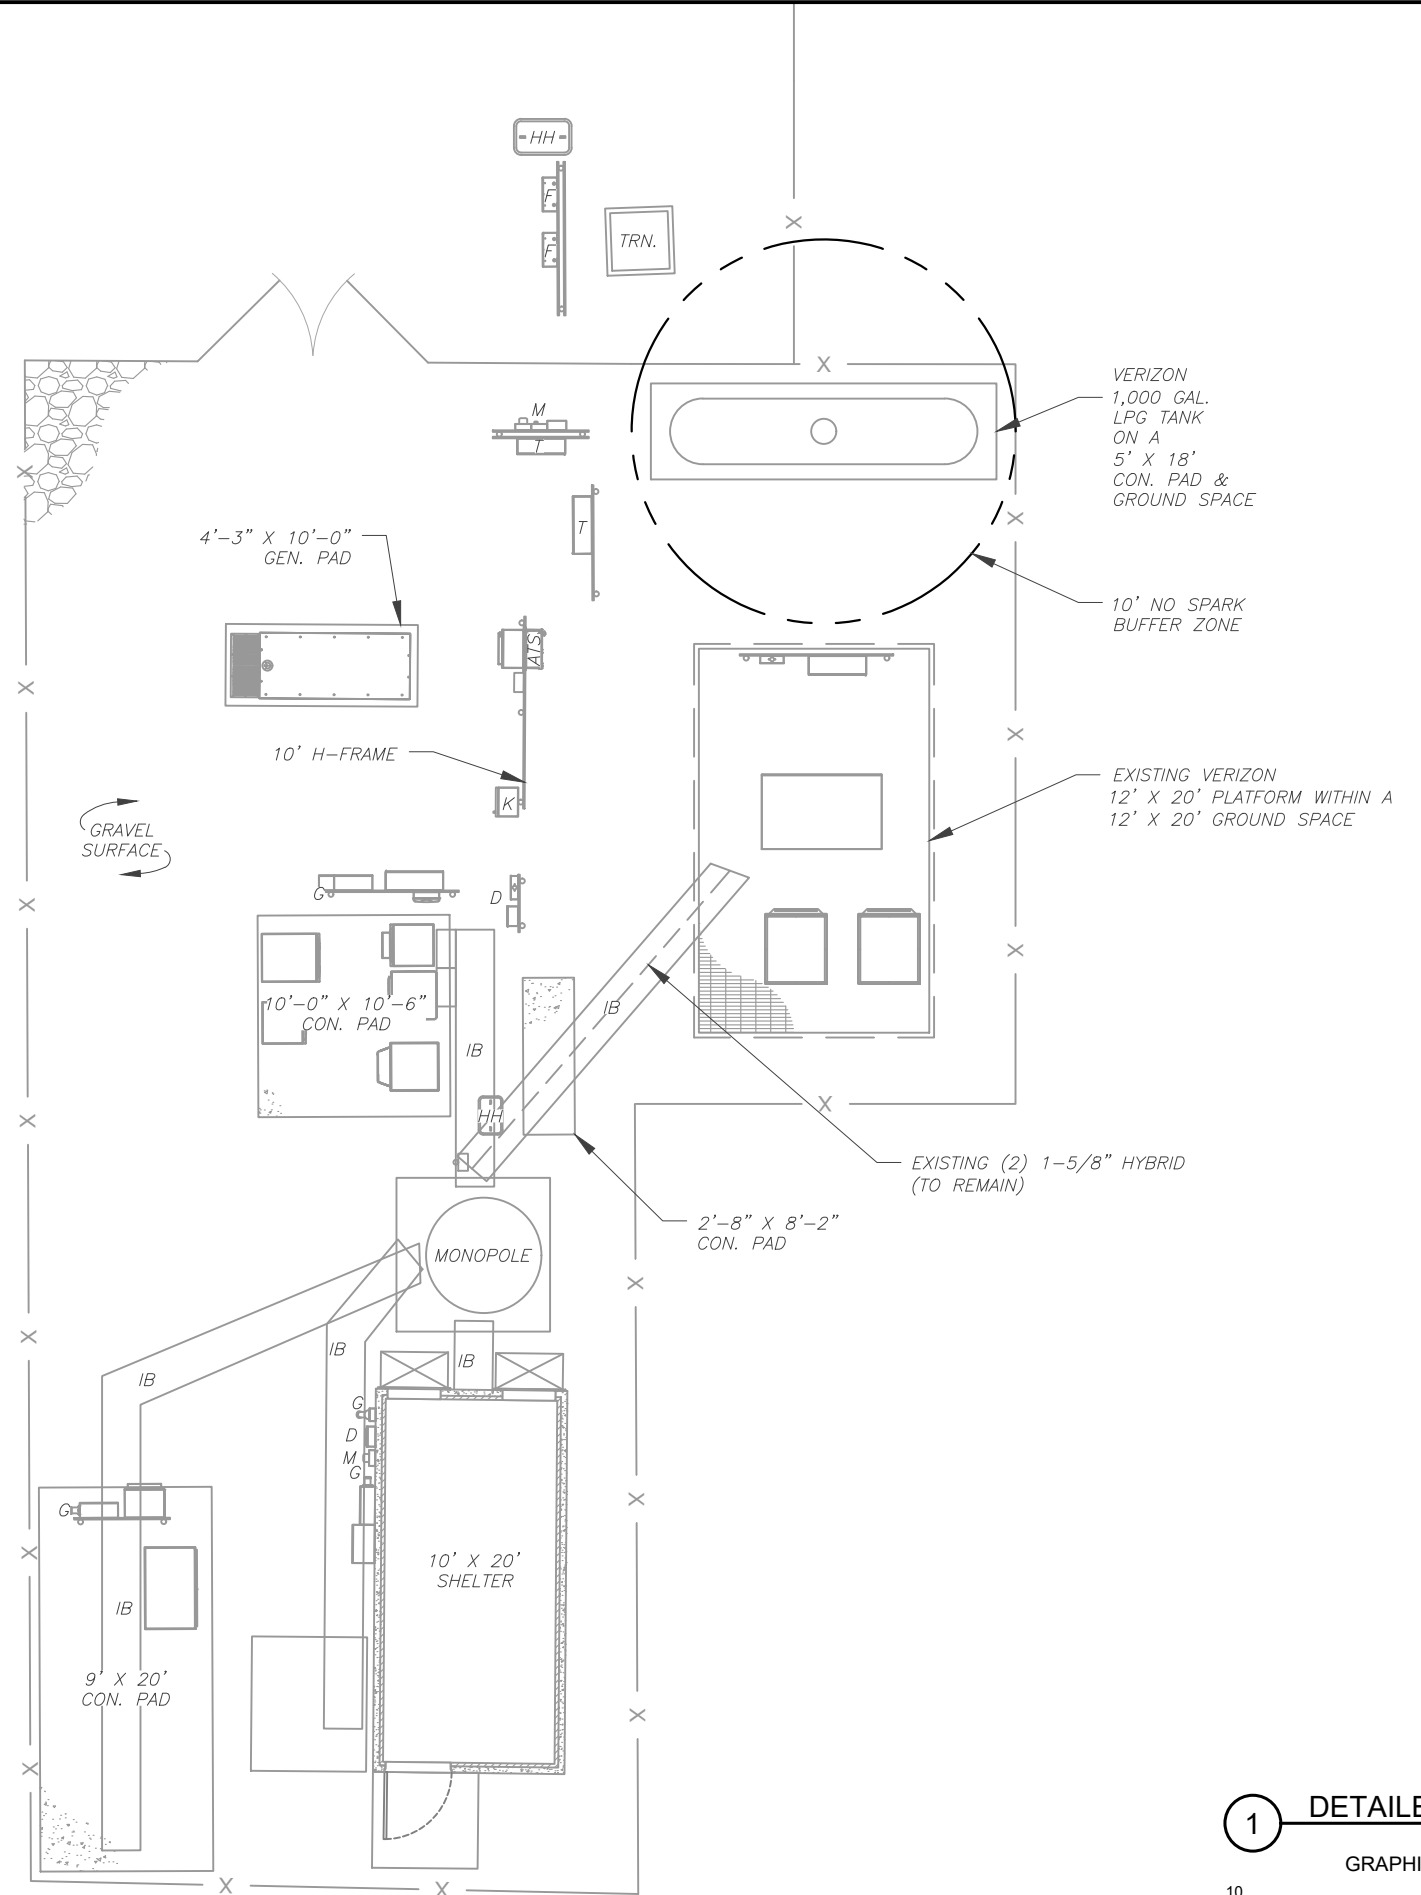 HH
F
F
TRN.
X
X
M
T
VERIZON
1,000 GAL.
LPG TANK
ON A
5' X 18'
CON. PAD &
GROUND SPACE
X
X
T
4'-3" X 10'-0"
GEN. PAD
10' NO SPARK
BUFFER ZONE
ATS
X
X
10' H-FRAME
EXISTING VERIZON
12' X 20' PLATFORM WITHIN A
12' X 20' GROUND SPACE
K
GRAVEL
SURFACE
G
D
X
X
10'-0" X 10'-6"
CON. PAD
IB
IB
HH
X
X
EXISTING (2) 1-5/8" HYBRID
(TO REMAIN)
2'-8" X 8'-2"
CON. PAD
MONOPOLE
X
X
IB
IB
IB
G
D
M
G
X
G
X
10' X 20'
SHELTER
IB
9' X 20'
CON. PAD
X
X
1
DETAILE
GRAPHI
10
X
X